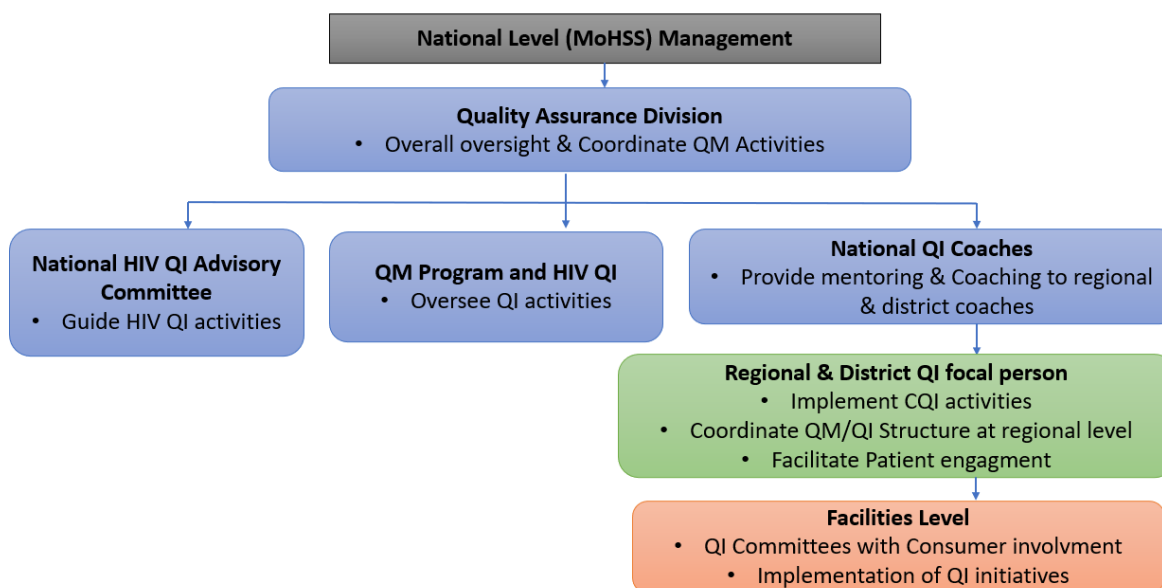 National Level (MoHSS) Management
Quality Assurance Division
• Overall oversight & Coordinate QM Activities
National HIV QI Advisory
Committee
• Guide HIV QI activities
QM Program and HIV QI
• Oversee QI activities
National QI Coaches
• Provide mentoring & Coaching to regional
& district coaches
Regional & District QI focal person
• Implement CQI activities
• Coordinate QM/QI Structure at regional level
• Facilitate Patient engagment
Facilities Level
• QI Committees with Consumer involvment
• Implementation of QI initiatives